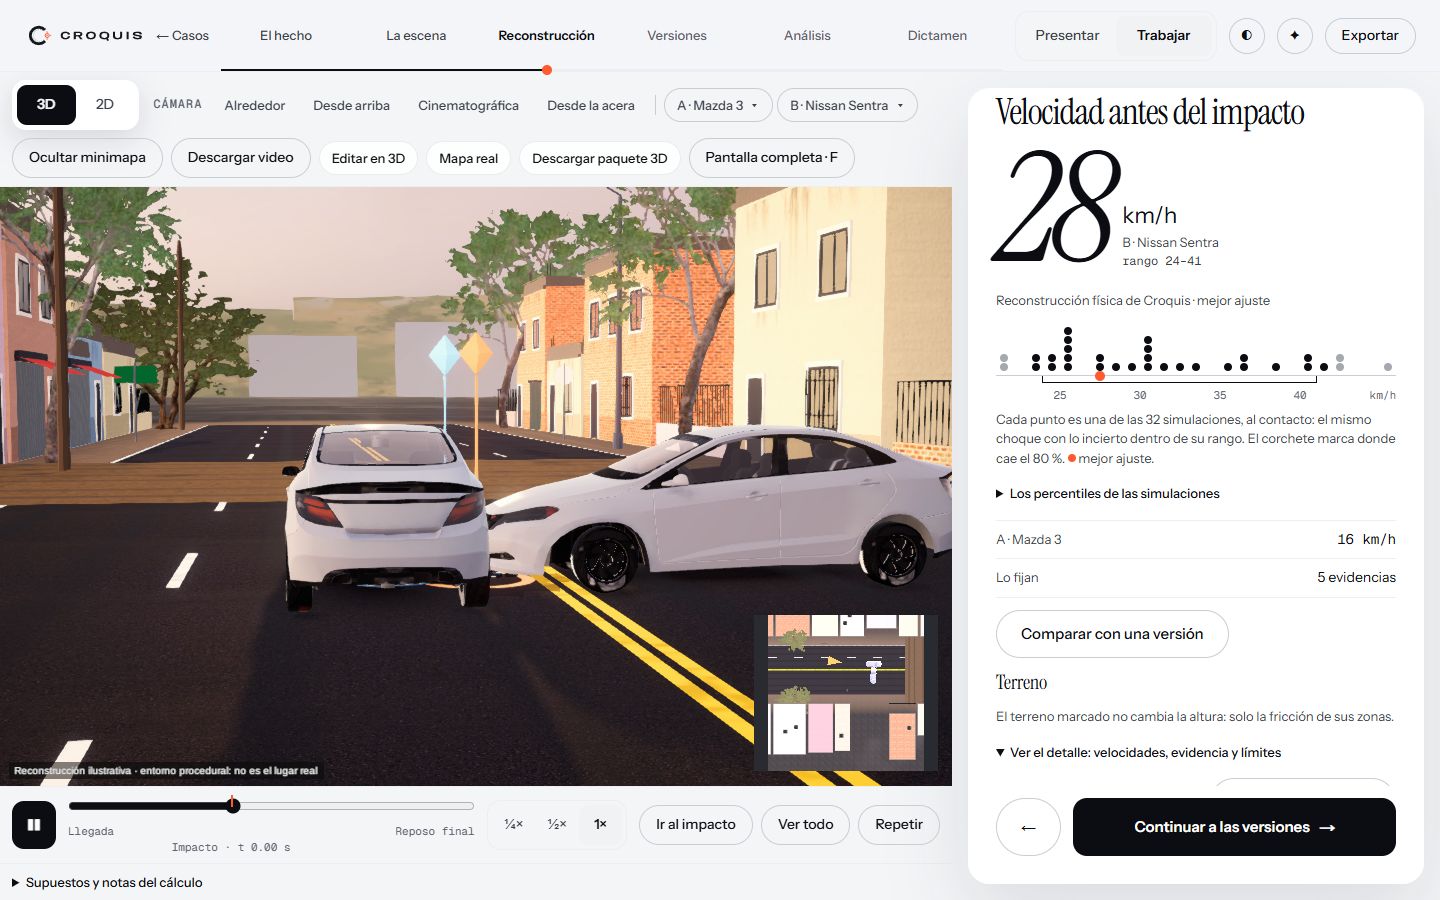 CROQUIS
← Casos
El hecho
La escena
Reconstrucción
Versiones
Análisis
Dictamen
Presentar
Trabajar
Exportar
3D
2D
CÁMARA
Alrededor
Desde arriba
Cinematográfica
Desde la acera
A · Mazda 3
B · Nissan Sentra
Ocultar minimapa
Descargar video
Editar en 3D
Mapa real
Descargar paquete 3D
Pantalla completa · F
Reconstrucción ilustrativa - entorno procedural: no es el lugar real
Llegada
Reposo final
Impacto · t 0.00 s
¼×
½×
1×
Ir al impacto
Ver todo
Repetir
Supuestos y notas del cálculo
Velocidad antes del impacto
28
km/h
B · Nissan Sentra
rango 24–41
Reconstrucción física de Croquis · mejor ajuste
25
30
35
40
km/h
Cada punto es una de las 32 simulaciones, al contacto: el mismo
choque con lo incierto dentro de su rango. El corchete marca donde
cae el 80 %. mejor ajuste.
Los percentiles de las simulaciones
A · Mazda 3
16 km/h
Lo fijan
5 evidencias
Comparar con una versión
Terreno
El terreno marcado no cambia la altura: solo la fricción de sus zonas.
Ver el detalle: velocidades, evidencia y límites
←
Continuar a las versiones →